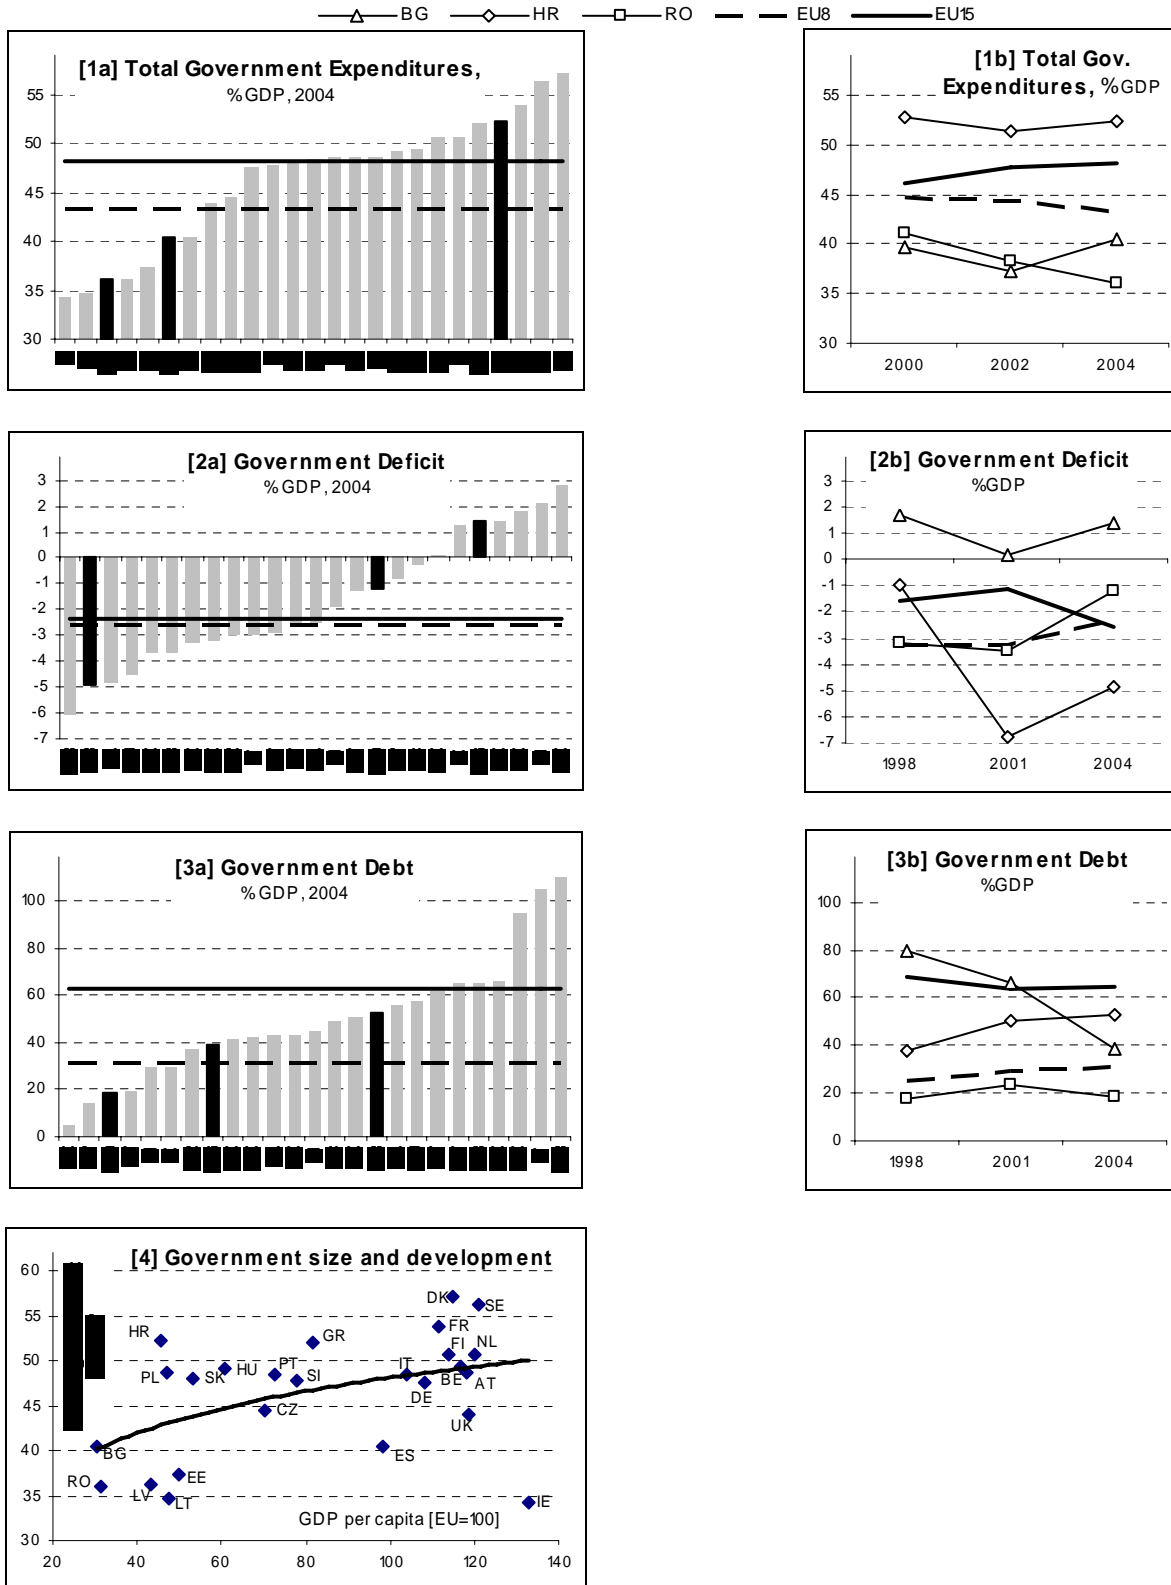 BG HR RO EU8 EU15
[1a] Total Government Expenditures,
%GDP, 2004
55
50
45
40
35
30
[1b] Total Gov.
Expenditures, %GDP
55
50
45
40
35
30
2000 2002 2004
[2a] Government Deficit
%GDP, 2004
3
2
1
0
-1
-2
-3
-4
-5
-6
-7
[2b] Government Deficit
%GDP
3
2
1
0
-1
-2
-3
-4
-5
-6
-7
1998 2001 2004
[3a] Government Debt
%GDP, 2004
100
80
60
40
20
0
[3b] Government Debt
%GDP
100
80
60
40
20
0
1998 2001 2004
[4] Government size and development
60
55
50
45
40
35
30
DK
SE
HR
GR
FR
FI
NL
PL
SK
HU
PT
SI
IT
DE
BE
AT
CZ
UK
BG
ES
RO
LV
EE
LT
IE
GDP per capita [EU=100]
20 40 60 80 100 120 140